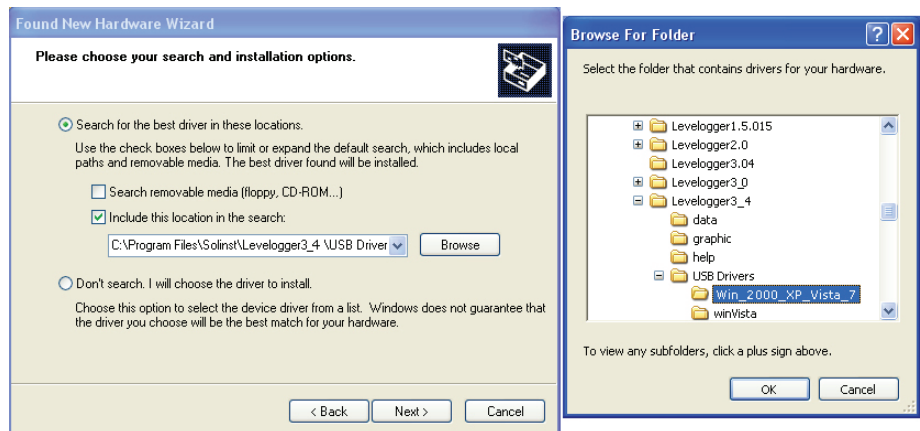 Found New Hardware Wizard
Please choose your search and installation options.
Search for the best driver in these locations.
Use the check boxes below to limit or expand the default search, which includes local
paths and removable media. The best driver found will be installed.
Search removable media (floppy, CD-ROM...)
Include this location in the search:
C:\Program Files\Solinst\Levelogger3_4 \USB Driver
Browse
Don't search. I will choose the driver to install.
Choose this option to select the device driver from a list. Windows does not guarantee that
the driver you choose will be the best match for your hardware.
< Back
Next >
Cancel
Browse For Folder
Select the folder that contains drivers for your hardware.
Levelogger1.5.015
Levelogger2.0
Levelogger3.04
Levelogger3_0
Levelogger3_4
data
graphic
help
USB Drivers
Win_2000_XP_Vista_7
winVista
To view any subfolders, click a plus sign above.
OK
Cancel